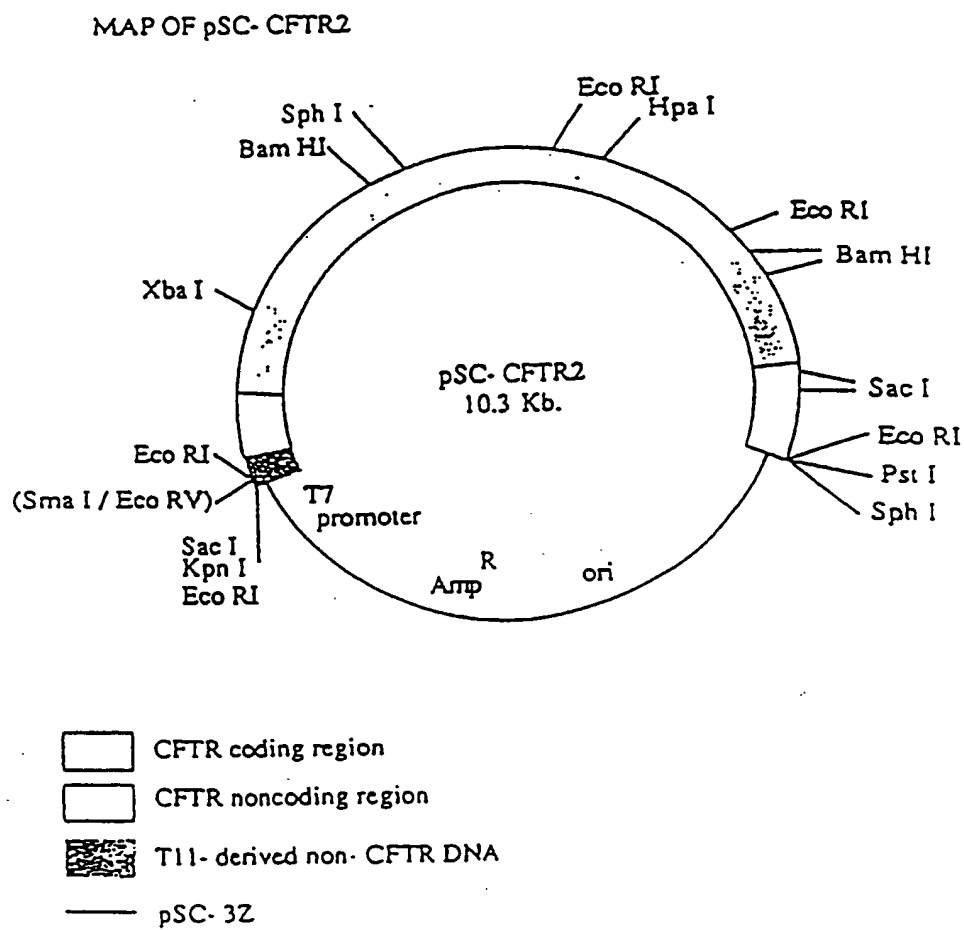 MAP OF pSC- CFTR2
Eco RI
Hpa I
Sph I
Bam HI
Eco RI
Bam HI
Xba I
pSC- CFTR2
10.3 Kb.
Sac I
Eco RI
Eco RI
Pst I
(Sma I / Eco RV)
Sph I
T7
promoter
Sac I
Kpn I
Eco RI
Amp R
ori
CFTR coding region
CFTR noncoding region
T11- derived non- CFTR DNA
pSC- 3Z